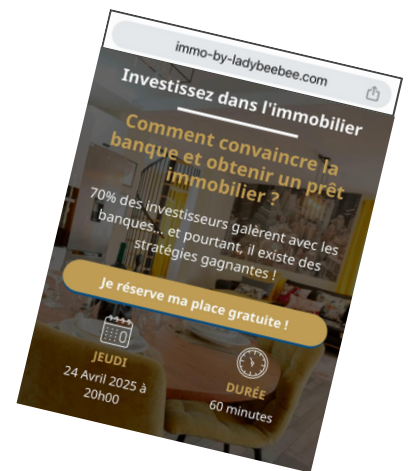 immo-by-ladybeebee.com
Investissez dans l'immobilier
Comment convaincre la
banque et obtenir un prêt
immobilier ?
70% des investisseurs galèrent avec les
banques... et pourtant, il existe des
stratégies gagnantes !
Je réserve ma place gratuite !
JEUDI
24 Avril 2025 à
20h00
DURÉE
60 minutes